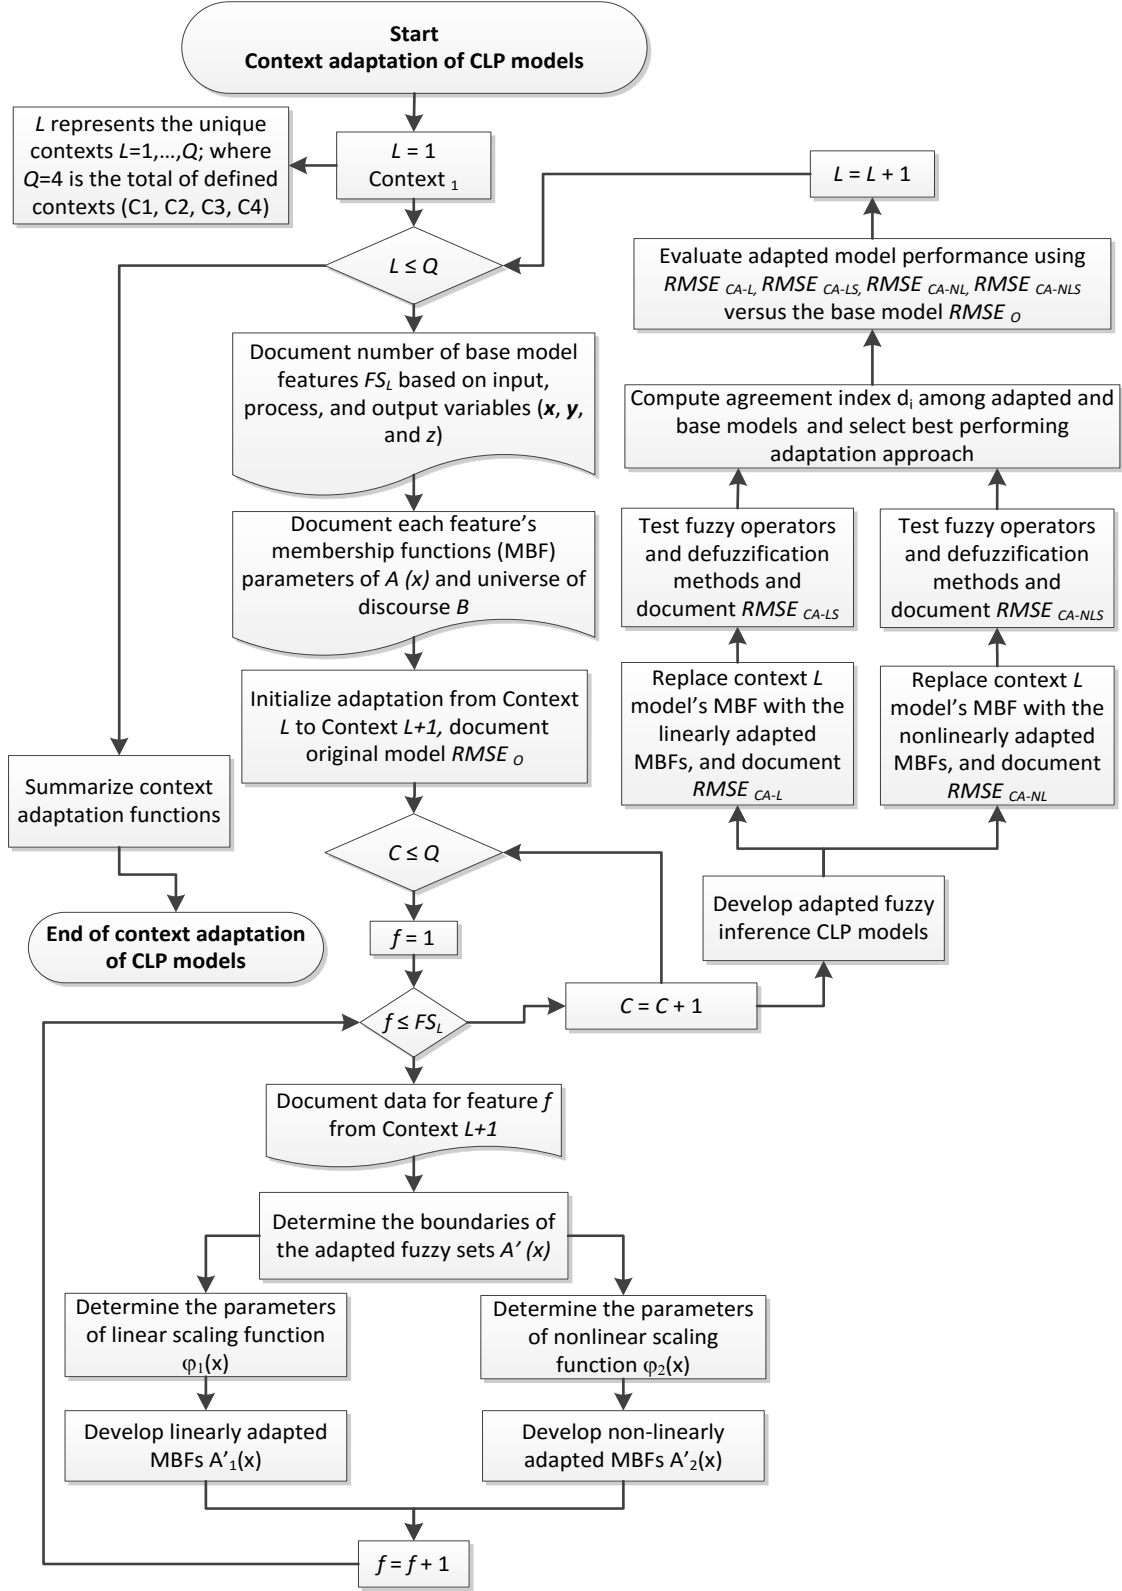 Start
Context adaptation of CLP models
L represents the unique
contexts L=1,...,Q; where
Q=4 is the total of defined
contexts (C1, C2, C3, C4)
L = 1
Context 1
L = L + 1
L ≤ Q
Evaluate adapted model performance using
RMSE CA-L, RMSE CA-LS, RMSE CA-NL, RMSE CA-NLS
versus the base model RMSE O
Document number of base model
features FSL based on input,
process, and output variables (x, y,
and z)
Compute agreement index di among adapted and
base models and select best performing
adaptation approach
Document each feature's
membership functions (MBF)
parameters of A (x) and universe of
discourse B
Test fuzzy operators
and defuzzification
methods and
document RMSE CA-LS
Test fuzzy operators
and defuzzification
methods and
document RMSE CA-NLS
Initialize adaptation from Context
L to Context L+1, document
original model RMSE O
Replace context L
model's MBF with the
linearly adapted
MBFs, and document
RMSE CA-L
Replace context L
model's MBF with the
nonlinearly adapted
MBFs, and document
RMSE CA-NL
Summarize context
adaptation functions
C ≤ Q
Develop adapted fuzzy
inference CLP models
End of context adaptation
of CLP models
f = 1
f ≤ FSL
C = C + 1
Document data for feature f
from Context L+1
Determine the boundaries of
the adapted fuzzy sets A' (x)
Determine the parameters
of linear scaling function
φ1(x)
Determine the parameters
of nonlinear scaling
function φ2(x)
Develop linearly adapted
MBFs A'1(x)
Develop non-linearly
adapted MBFs A'2(x)
f = f + 1